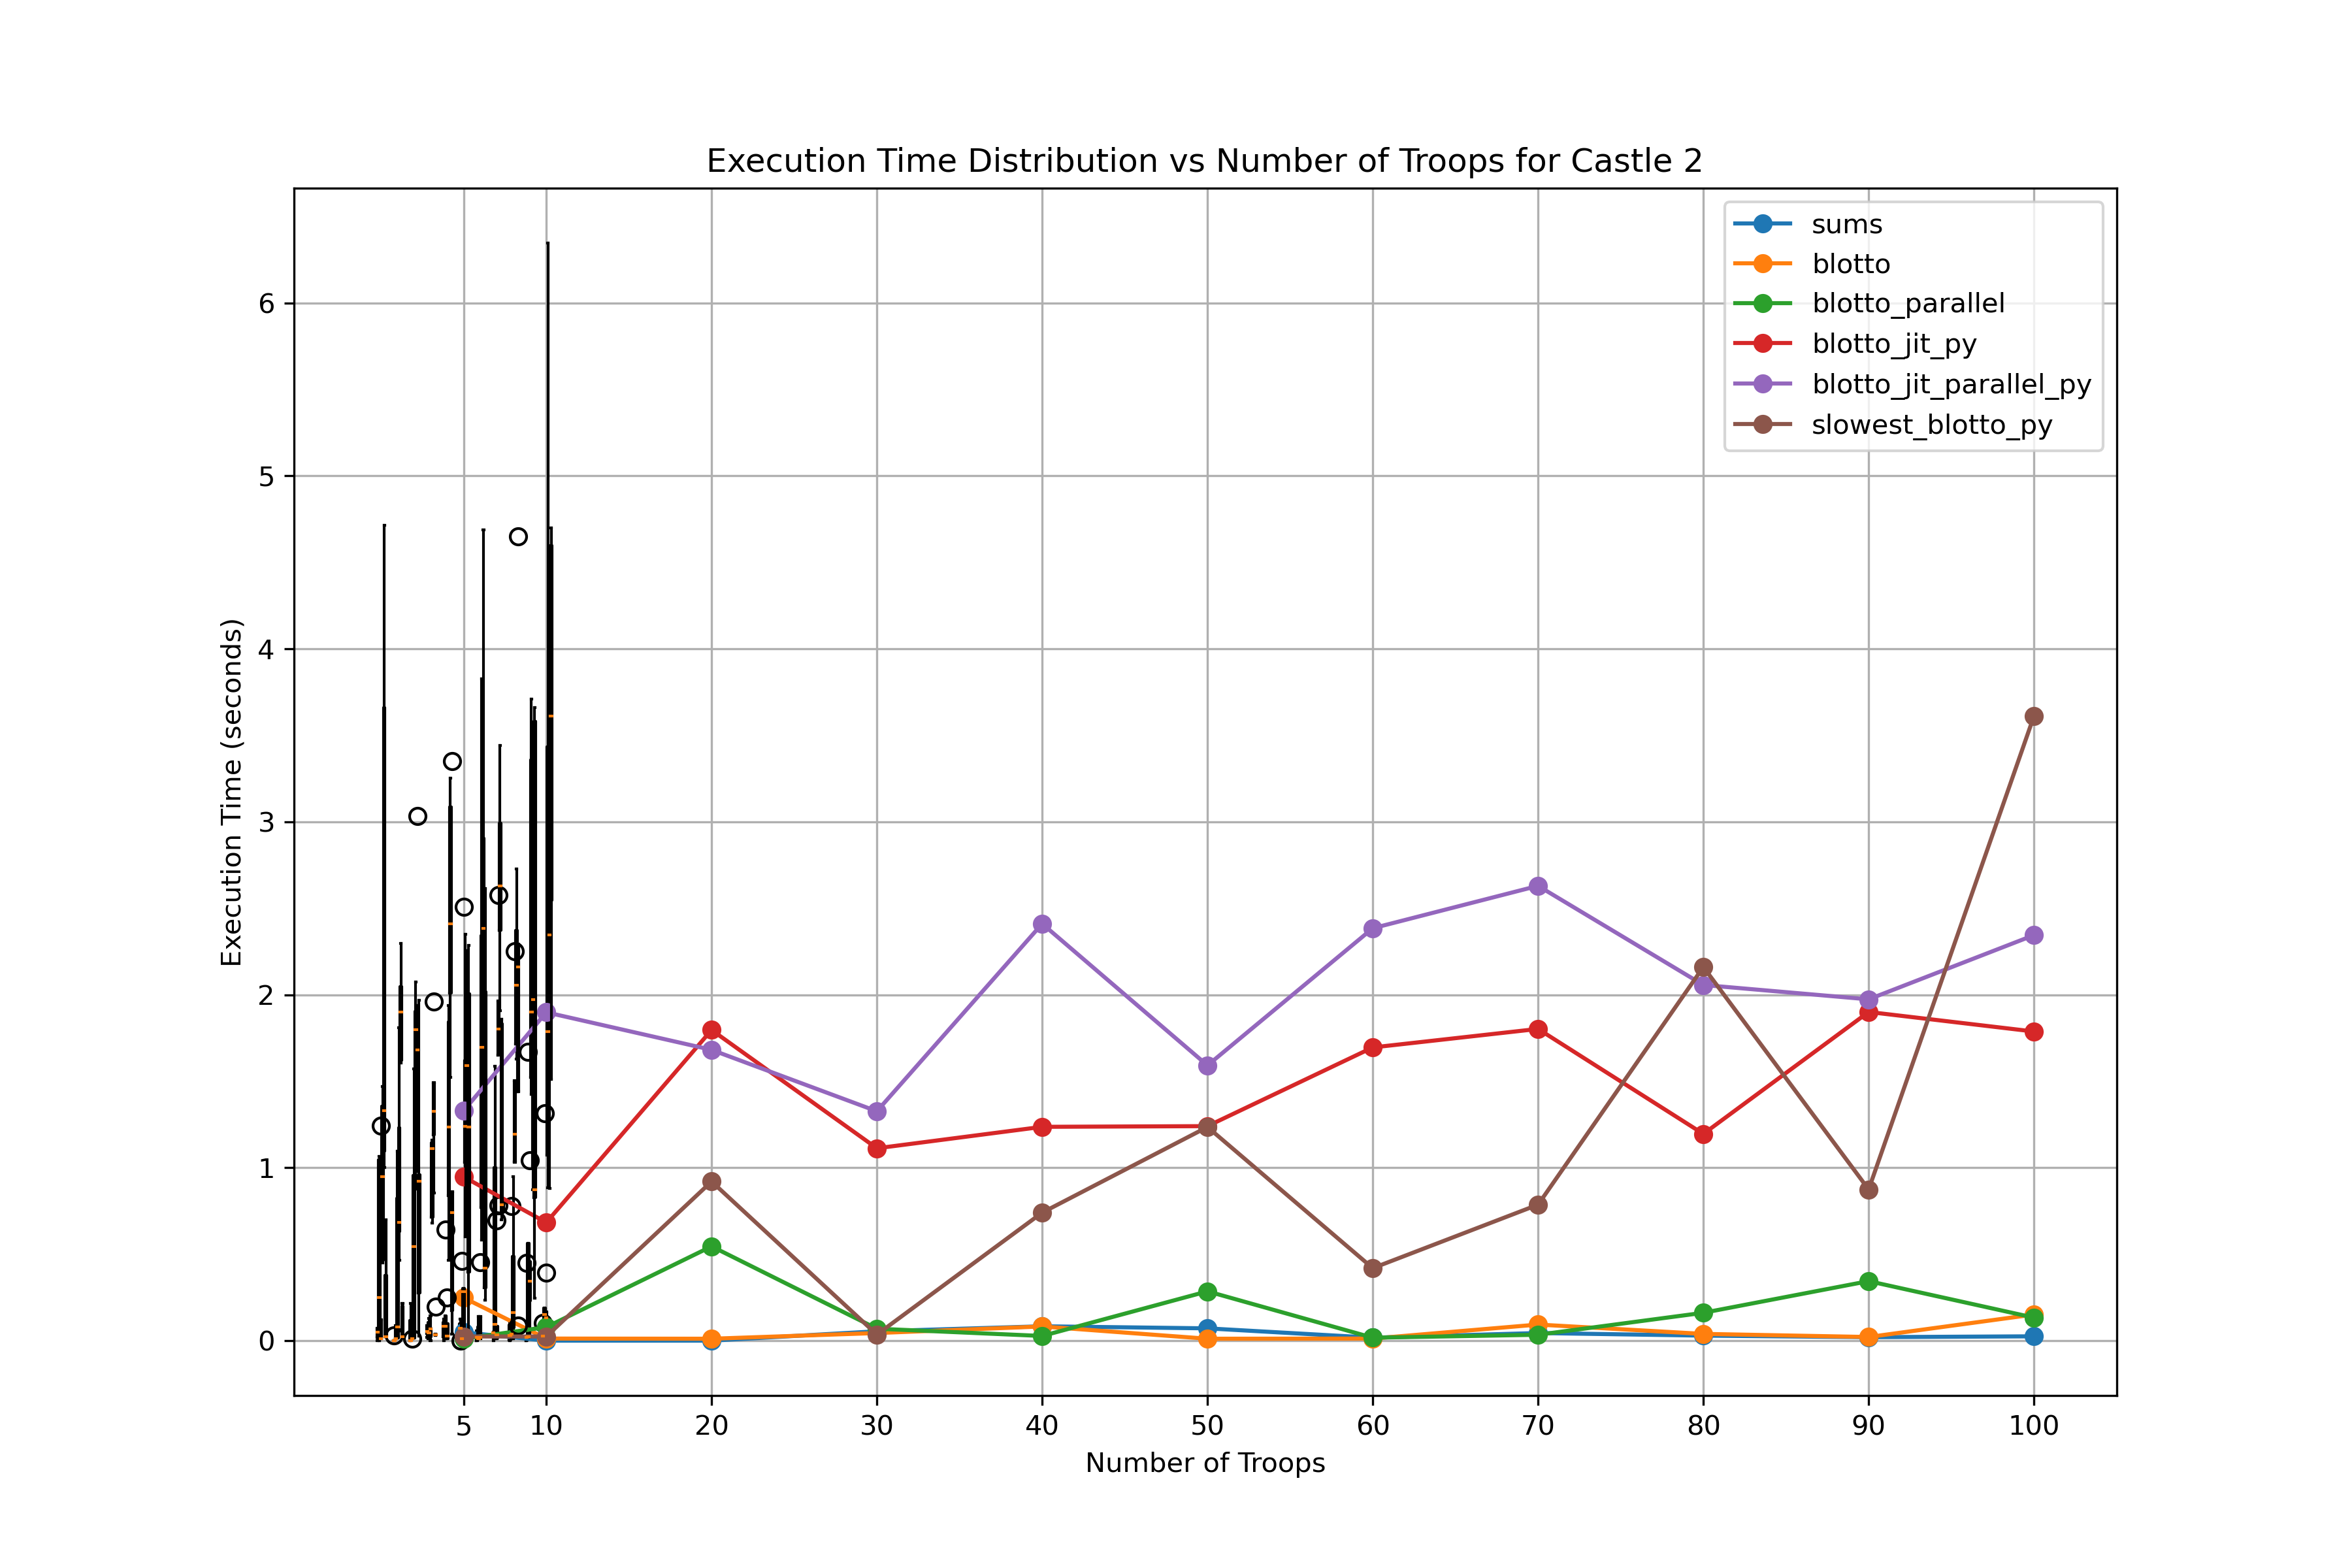 Execution Time Distribution vs Number of Troops for Castle 2
sums
blotto
blotto_parallel
blotto_jit_py
blotto_jit_parallel_py
slowest_blotto_py
6
5
4
3
2
1
0
Execution Time (seconds)
5 10 20 30 40 50 60 70 80 90 100
Number of Troops